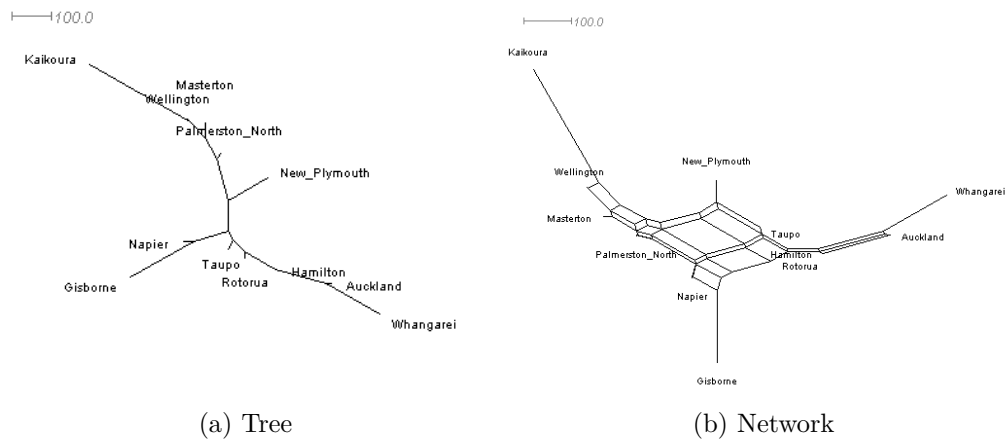 100.0
Kaikoura
Masterton
Wellington
Palmerston_North
New_Plymouth
Napier
Taupo
Gisborne
Rotorua
Hamilton
Auckland
Whangarei
(a) Tree
100.0
Kaikoura
New_Plymouth
Wellington
Whangarei
Masterton
Taupo
Auckland
Palmerston_North
Hamilton
Rotorua
Napier
Gisborne
(b) Network